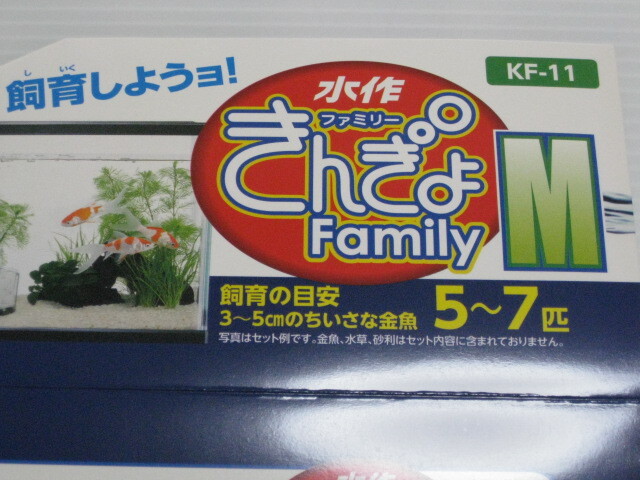 しいく
飼育しようョ!
KF-11
水作
ファミリー
きんぎょ
Family
M
飼育の目安
3〜5cmのちいさな金魚
5〜7匹
写真はセット例です。金魚、水草、砂利はセット内容に含まれておりません。
水作